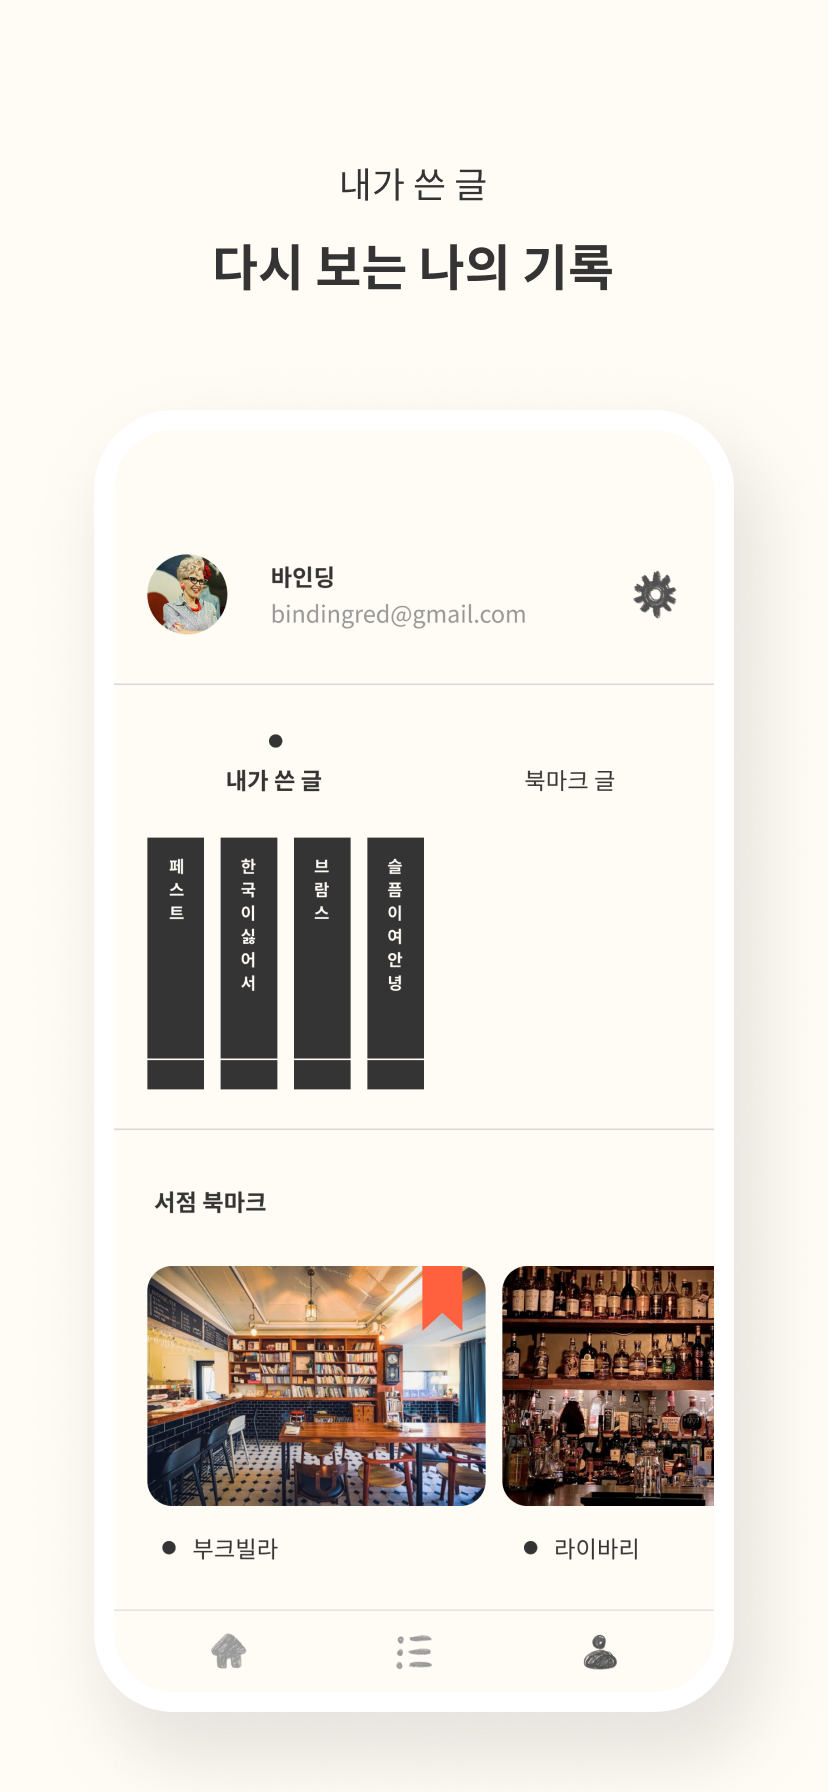 내가 쓴 글
다시 보는 나의 기록
바인딩
bindingred@gmail.com
내가 쓴 글
북마크 글
페스트
한국이싫어서
브람스
슬픔이여안녕
서점 북마크
부크빌라
라이바리